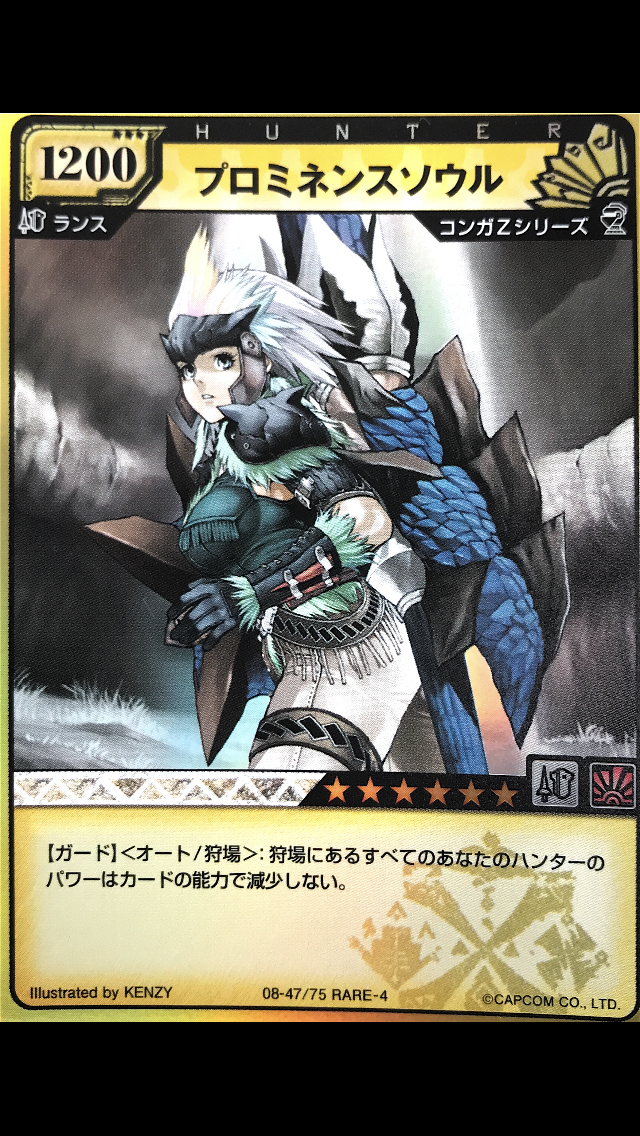 HUNTER
1200
プロミネンスソウル
ランス
コンガZシリーズ
【ガード】<オート/狩場>:狩場にあるすべてのあなたのハンターの
パワーはカードの能力で減少しない。
Illustrated by KENZY
08-47/75 RARE-4
©CAPCOM CO., LTD.